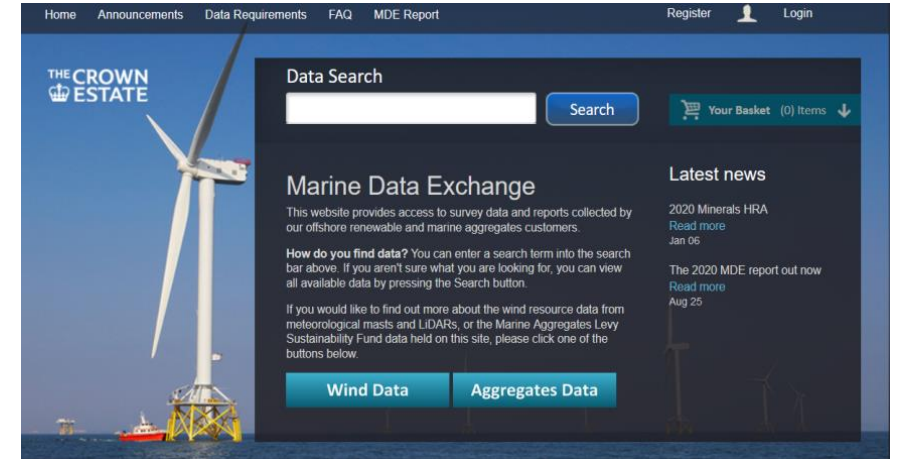 Home Announcements Data Requirements FAQ MDE Report Register Login
THE CROWN
ESTATE
Data Search
Search
Your Basket (0) Items
Marine Data Exchange
This website provides access to survey data and reports collected by
our offshore renewable and marine aggregates customers.
How do you find data? You can enter a search term into the search
bar above. If you aren't sure what you are looking for, you can view
all available data by pressing the Search button.
If you would like to find out more about the wind resource data from
meteorological masts and LiDARs, or the Marine Aggregates Levy
Sustainability Fund data held on this site, please click one of the
buttons below.
Wind Data Aggregates Data
Latest news
2020 Minerals HRA
Read more
Jan 06
The 2020 MDE report out now
Read more
Aug 25